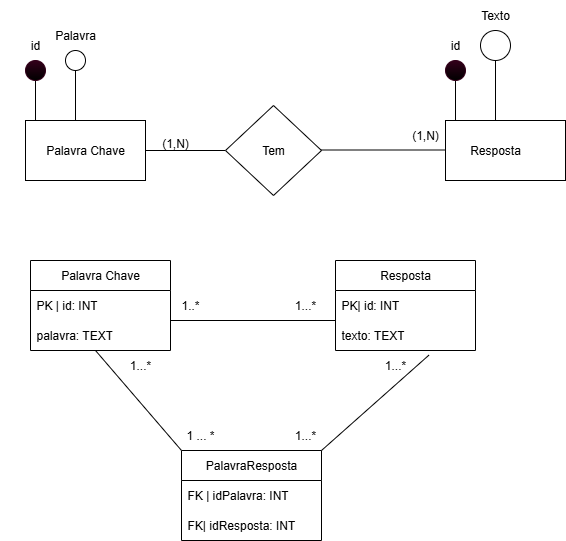 Texto
id
Palavra
id
Palavra Chave
(1,N)
Tem
(1,N)
Resposta
Palavra Chave
PK | id: INT
palavra: TEXT
1..*
1...*
Resposta
PK| id: INT
texto: TEXT
1...*
1...*
1 ... *
1...*
PalavraResposta
FK | idPalavra: INT
FK| idResposta: INT